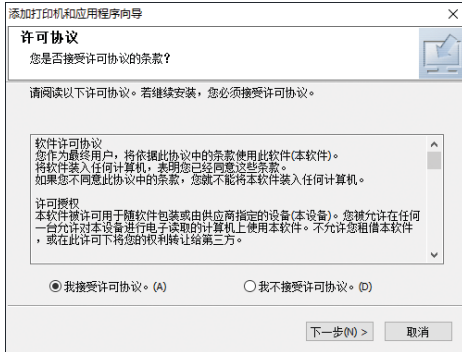 添加打印机和应用程序向导
许可协议
您是否接受许可协议的条款?
请阅读以下许可协议。若继续安装，您必须接受许可协议。
软件许可协议
您作为最终用户，将依据此协议中的条款使用此软件(本软件)。
将软件装入任何计算机，表明您已经同意这些条款。
如果您不同意此协议中的条款，您就不能将本软件装入任何计算机。
许可授权
本软件被许可用于随软件包装或由供应商指定的设备(本设备)。您被允许在任何
一台允许对本设备进行电子读取的计算机上使用本软件。不允许您租借本软件
，或在此许可下将您的权利转让给第三方。
我接受许可协议。(A)
我不接受许可协议。(D)
下一步(N) >
取消